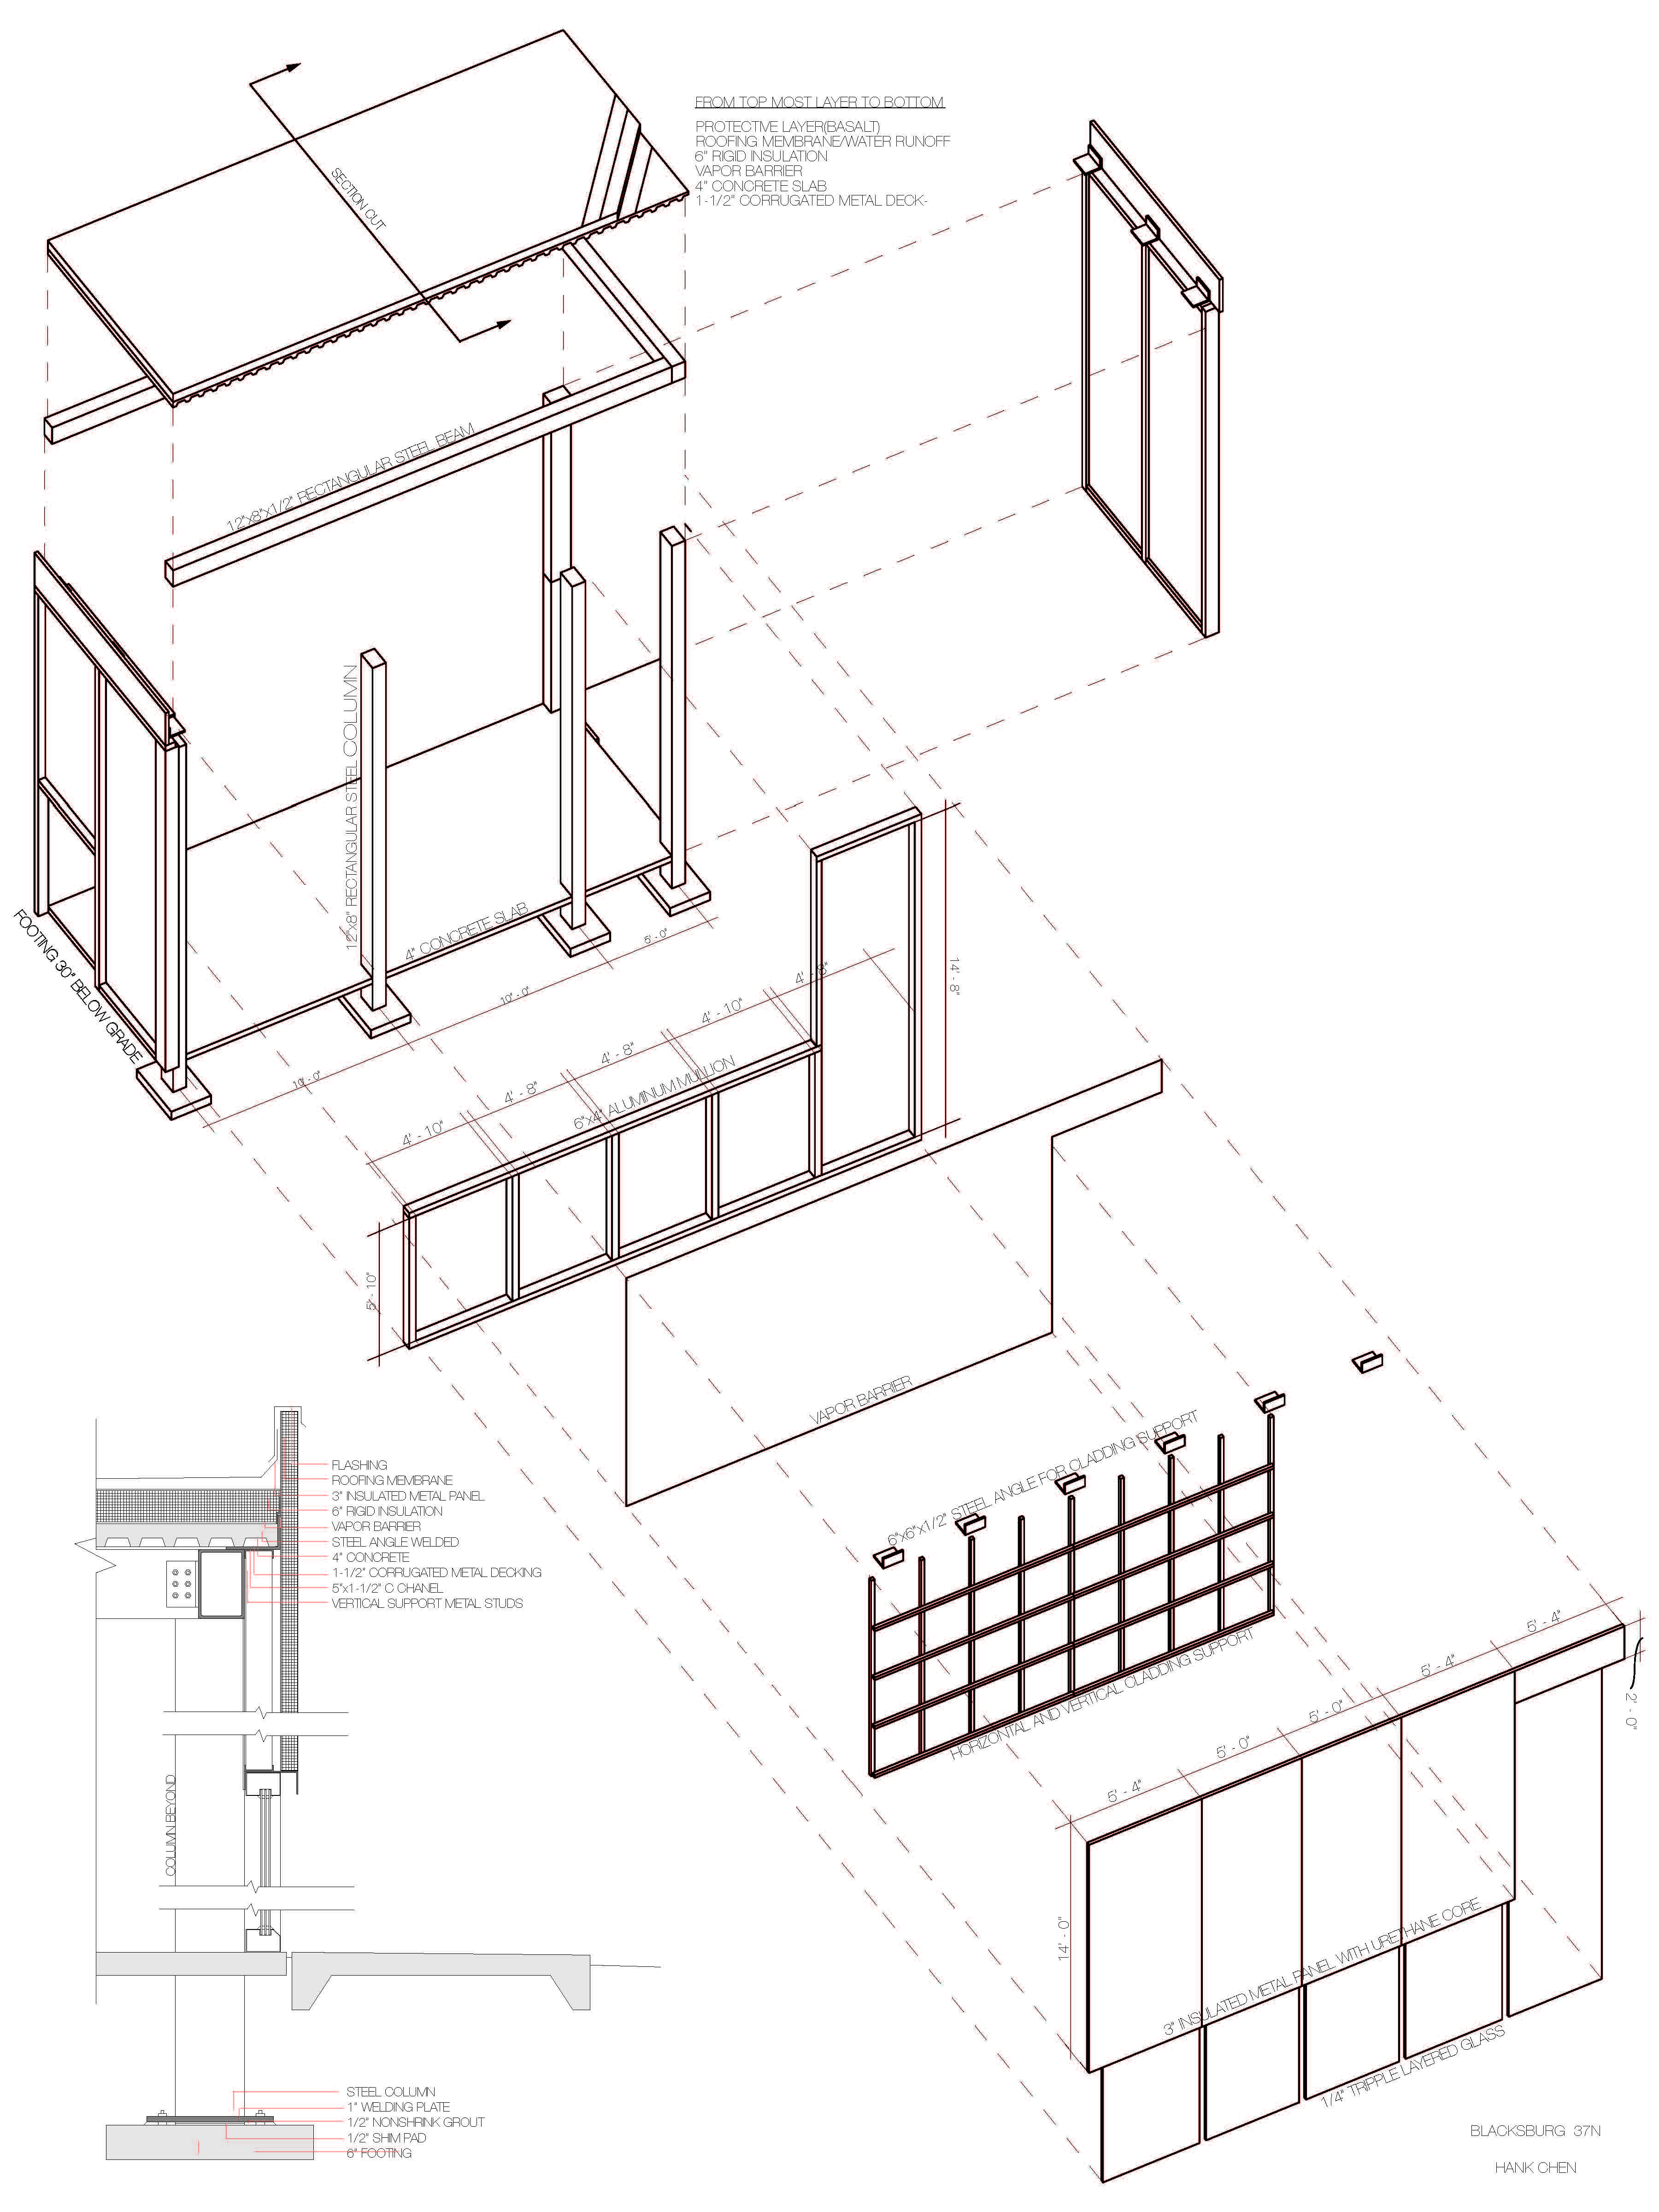 FROM TOP MOST LAYER TO BOTTOM
PROTECTIVE LAYER(BASALT)
ROOFING MEMBRANE/WATER RUNOFF
6" RIGID INSULATION
VAPOR BARRIER
4" CONCRETE SLAB
1-1/2" CORRUGATED METAL DECK-
SECTION CUT
12"x8"x1/2" RECTANGULAR STEEL BEAM
12"x8" RECTANGULAR STEEL COLUMN
4" CONCRETE SLAB
FOOTING 30" BELOW GRADE
5'-0"
10'-0"
10'-0"
14'-8"
4'-8"
4'-10"
4'-8"
4'-8"
4'-10"
6"x4" ALUMINUM MULLION
5'-10"
VAPOR BARRIER
6"x6"x1/2" STEEL ANGLE FOR CLADDING SUPPORT
HORIZONTAL AND VERTICAL CLADDING SUPPORT
FLASHING
ROOFING MEMBRANE
3" INSULATED METAL PANEL
6" RIGID INSULATION
VAPOR BARRIER
STEEL ANGLE WELDED
4" CONCRETE
1-1/2" CORRUGATED METAL DECKING
5"x1-1/2" C CHANEL
VERTICAL SUPPORT METAL STUDS
COLUMN BEYOND
5'-4"
5'-4"
5'-0"
5'-0"
5'-4"
2'-0"
14'-0"
3" INSULATED METAL PANEL WITH URETHANE CORE
1/4" TRIPPLE LAYERED GLASS
STEEL COLUMN
1" WELDING PLATE
1/2" NONSHRINK GROUT
1/2" SHIM PAD
6" FOOTING
BLACKSBURG 37N
HANK CHEN